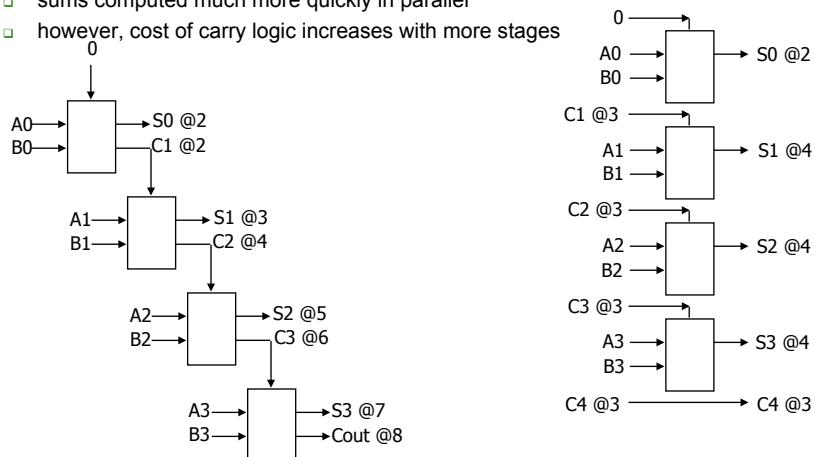 sums computed much more quickly in parallel
however, cost of carry logic increases with more stages
0
A0
B0
S0 @2
C1 @2
A1
B1
S1 @3
C2 @4
A2
B2
S2 @5
C3 @6
A3
B3
S3 @7
Cout @8
0
A0
B0
S0 @2
C1 @3
A1
B1
S1 @4
C2 @3
A2
B2
S2 @4
C3 @3
A3
B3
S3 @4
C4 @3
C4 @3